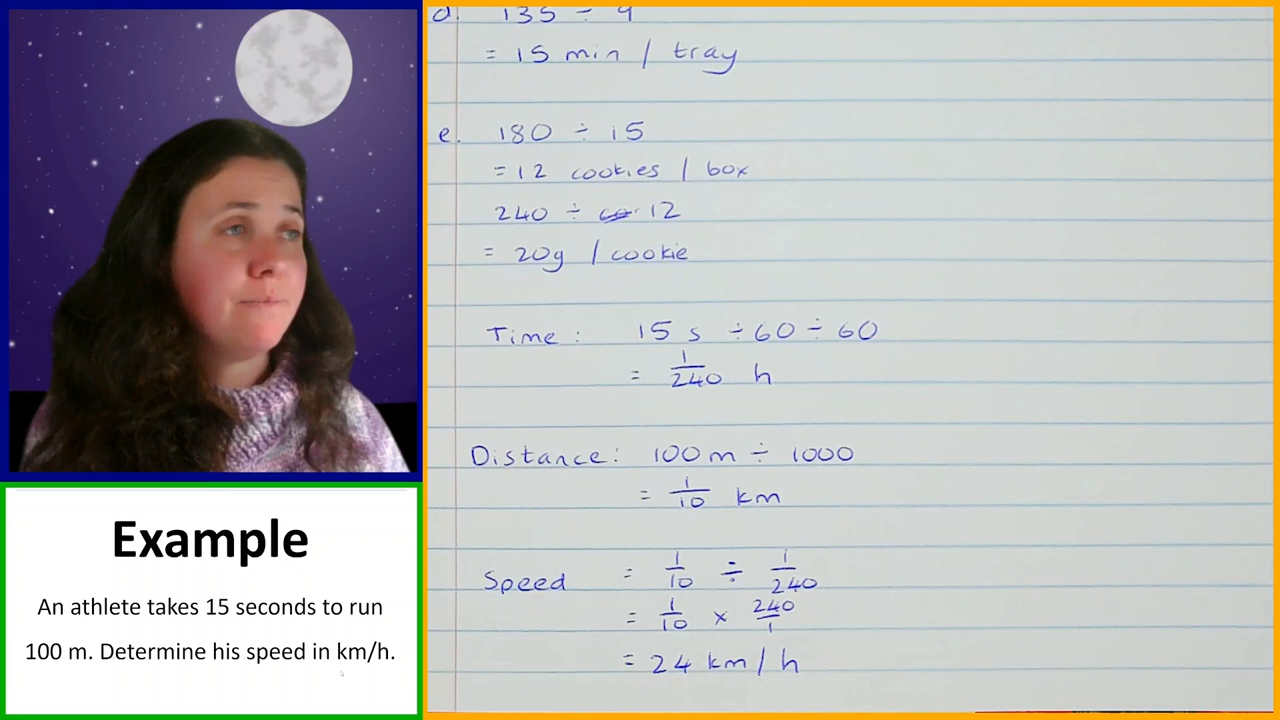 d. 135 ÷ 9
= 15 min / tray
e. 180 ÷ 15
= 12 cookies / box
240 ÷ 12
= 20g / cookie
Time: 15 s ÷ 60 ÷ 60
= 1/240 h
Distance: 100 m ÷ 1000
= 1/10 km
Speed = 1/10 ÷ 1/240
= 1/10 × 240/1
= 24 km / h
Example
An athlete takes 15 seconds to run
100 m. Determine his speed in km/h.